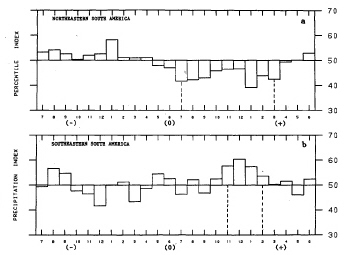 NORTHEASTERN SOUTH AMERICA
a
PERCENTILE INDEX
70
60
50
40
30
7 8 9 10 11 12 1 2 3 4 5 6 7 8 9 10 11 12 1 2 3 4 5 6
(-) (0) (+)
SOUTHEASTERN SOUTH AMERICA
b
PRECIPITATION INDEX
70
60
50
40
30
7 8 9 10 11 12 1 2 3 4 5 6 7 8 9 10 11 12 1 2 3 4 5 6
(-) (0) (+)